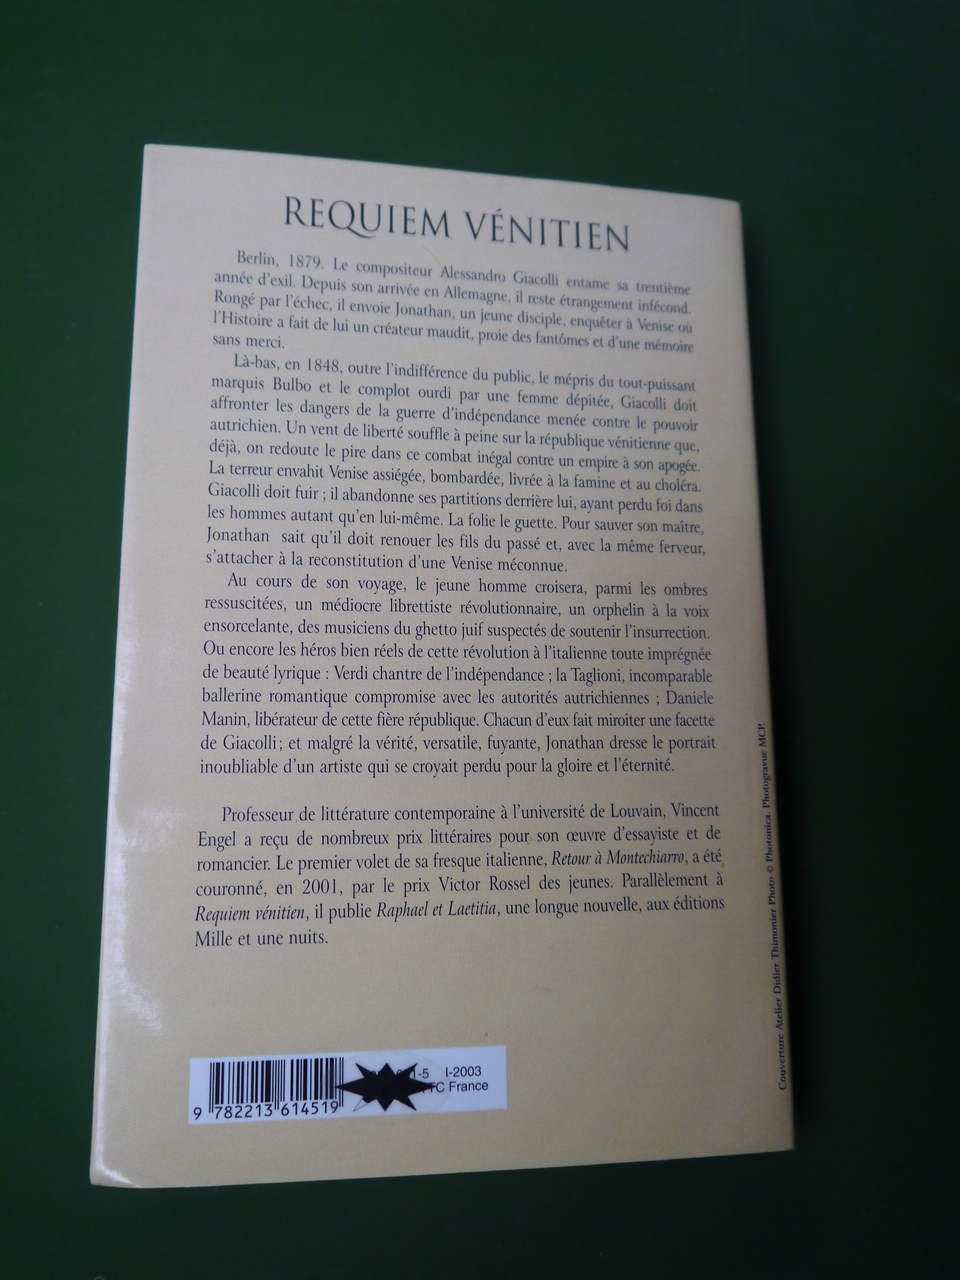 REQUIEM VÉNITIEN
Berlin, 1879. Le compositeur Alessandro Giacolli entame sa trentième
année d'exil. Depuis son arrivée en Allemagne, il reste étrangement infécond.
Rongé par l'échec, il envoie Jonathan, un jeune disciple, enquêter à Venise où
l'Histoire a fait de lui un créateur maudit, proie des fantômes et d'une mémoire
sans merci.
Là-bas, en 1848, outre l'indifférence du public, le mépris du tout-puissant
marquis Bulbo et le complot ourdi par une femme dépitée, Giacolli doit
affronter les dangers de la guerre d'indépendance menée contre le pouvoir
autrichien. Un vent de liberté souffle à peine sur la république vénitienne que,
déjà, on redoute le pire dans ce combat inégal contre un empire à son apogée.
La terreur envahit Venise assiégée, bombardée, livrée à la famine et au choléra.
Giacolli doit fuir ; il abandonne ses partitions derrière lui, ayant perdu foi dans
les hommes autant qu'en lui-même. La folie le guette. Pour sauver son maître,
Jonathan sait qu'il doit renouer les fils du passé et, avec la même ferveur,
s'attacher à la reconstitution d'une Venise méconnue.
Au cours de son voyage, le jeune homme croisera, parmi les ombres
ressuscitées, un médiocre librettiste révolutionnaire, un orphelin à la voix
ensorcelante, des musiciens du ghetto juif suspectés de soutenir l'insurrection.
Ou encore les héros bien réels de cette révolution à l'italienne toute imprégnée
de beauté lyrique : Verdi chantre de l'indépendance ; la Taglioni, incomparable
ballerine romantique compromise avec les autorités autrichiennes ; Daniele
Manin, libérateur de cette fière république. Chacun d'eux fait miroiter une facette
de Giacolli ; et malgré la vérité, versatile, fuyante, Jonathan dresse le portrait
inoubliable d'un artiste qui se croyait perdu pour la gloire et l'éternité.
Professeur de littérature contemporaine à l'université de Louvain, Vincent
Engel a reçu de nombreux prix littéraires pour son œuvre d'essayiste et de
romancier. Le premier volet de sa fresque italienne, Retour à Montechiarro, a été
couronné, en 2001, par le prix Victor Rossel des jeunes. Parallèlement à
Requiem vénitien, il publie Raphael et Laetitia, une longue nouvelle, aux éditions
Mille et une nuits.
Couverture Atelier Didier Thimonier Photo © Photonica. Photogravue MCP.
1-5 I-2003
TC France
9 782213 614519